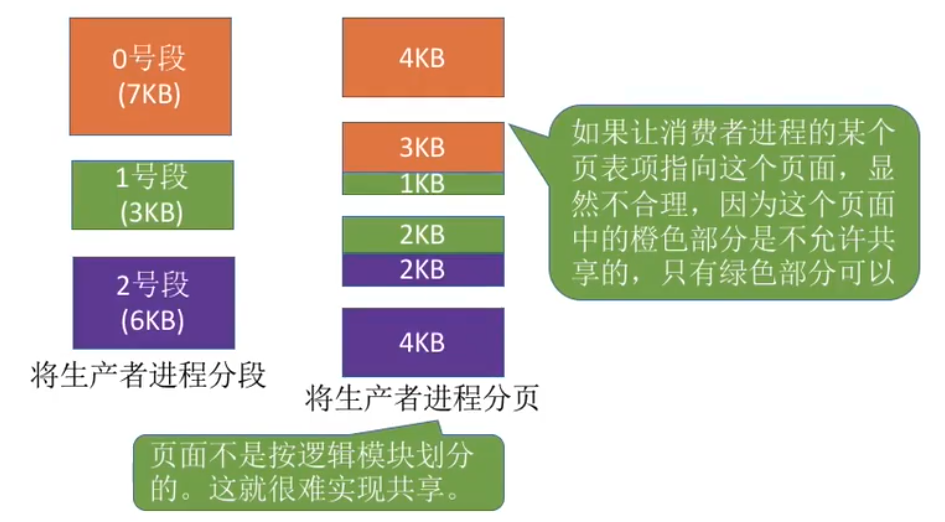 0号段
(7KB)
1号段
(3KB)
2号段
(6KB)
将生产者进程分段
4KB
3KB
1KB
2KB
2KB
4KB
将生产者进程分页
如果让消费者进程的某个
页表项指向这个页面，显
然不合理，因为这个页面
中的橙色部分是不允许共
享的，只有绿色部分可以
页面不是按逻辑模块划分
的。这就很难实现共享。